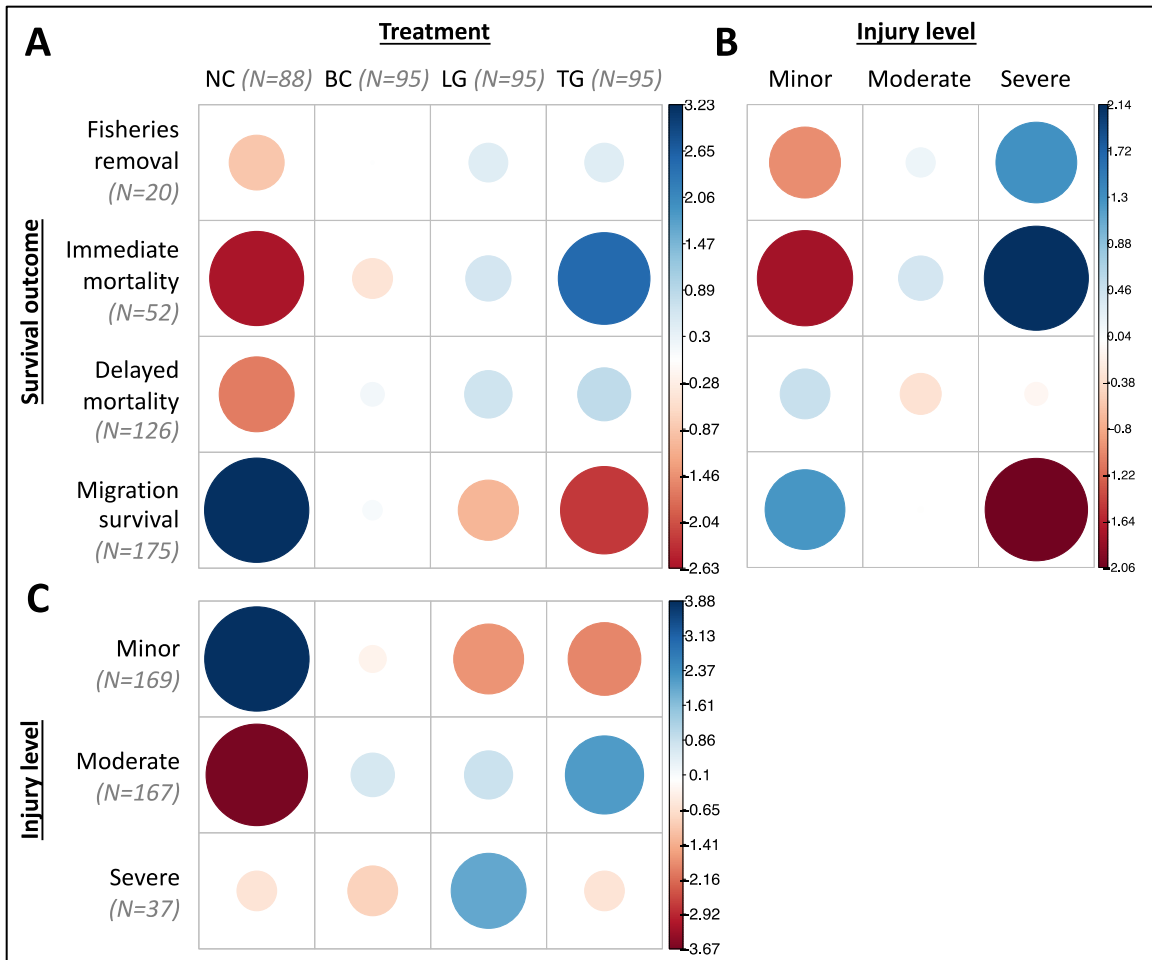 A
Treatment
B
Injury level
NC (N=88) BC (N=95) LG (N=95) TG (N=95)
Minor Moderate Severe
Survival outcome
Fisheries
removal
(N=20)
Immediate
mortality
(N=52)
Delayed
mortality
(N=126)
Migration
survival
(N=175)
3.23
2.65
2.06
1.47
0.89
0.3
-0.28
-0.87
-1.46
-2.04
-2.63
2.14
1.72
1.3
0.88
0.46
0.04
-0.38
-0.8
-1.22
-1.64
-2.06
C
Injury level
Minor
(N=169)
Moderate
(N=167)
Severe
(N=37)
3.88
3.13
2.37
1.61
0.86
0.1
-0.65
-1.41
-2.16
-2.92
-3.67